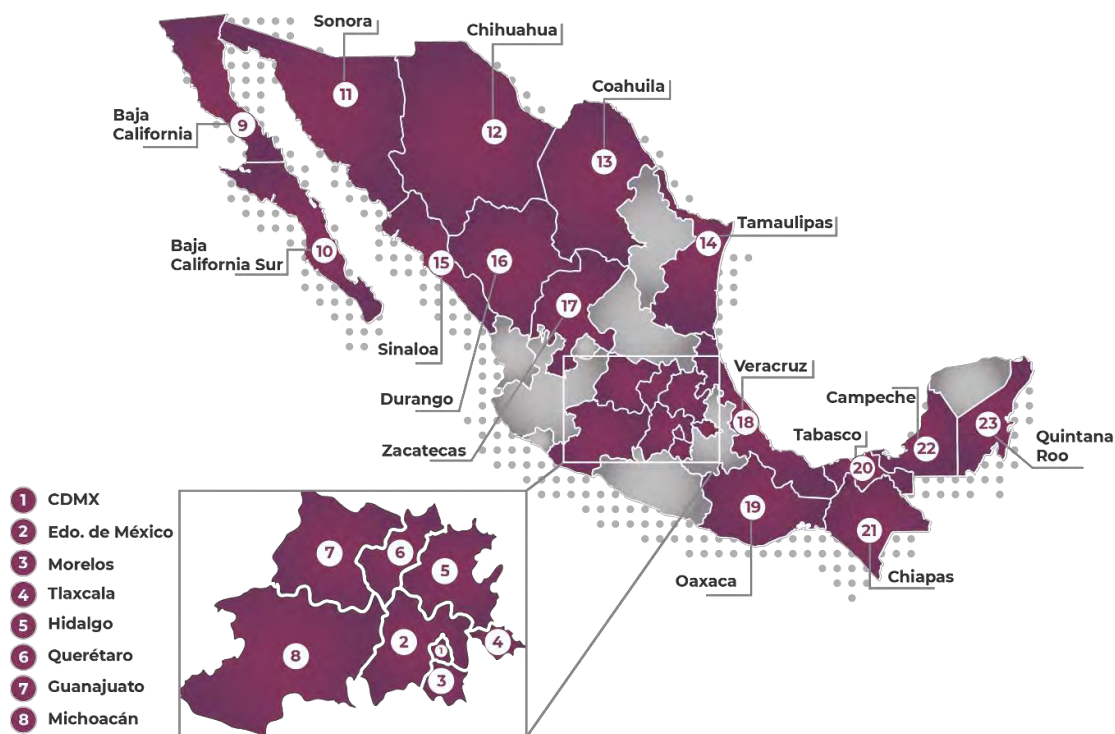 Sonora
Chihuahua
Coahuila
Baja
California
Tamaulipas
Baja
California Sur
Sinaloa
Durango
Zacatecas
Veracruz
Campeche
Tabasco
Quintana
Roo
Oaxaca
Chiapas
9
10
11
12
13
14
15
16
17
18
19
20
21
22
23
1 CDMX
2 Edo. de México
3 Morelos
4 Tlaxcala
5 Hidalgo
6 Querétaro
7 Guanajuato
8 Michoacán
7
6
5
2
1
4
3
8